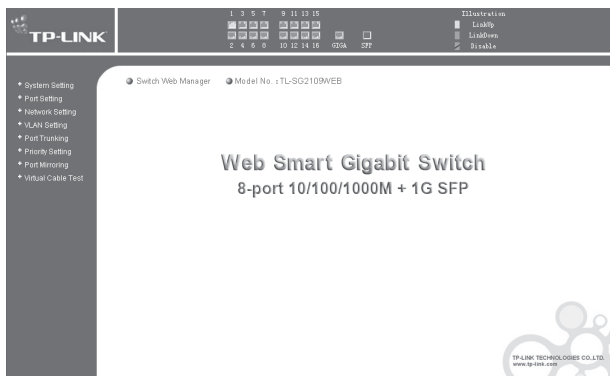 TP-LINK
1 3 5 7 9 11 13 15
2 4 6 8 10 12 14 16 GIGA SFP
Illustration
LinkUp
LinkDown
Disable
System Setting
Port Setting
Network Setting
VLAN Setting
Port Trunking
Priority Setting
Port Mirroring
Virtual Cable Test
Switch Web Manager Model No. : TL-SG2109WEB
Web Smart Gigabit Switch
8-port 10/100/1000M + 1G SFP
TP-LINK TECHNOLOGIES CO., LTD.
www.tp-link.com